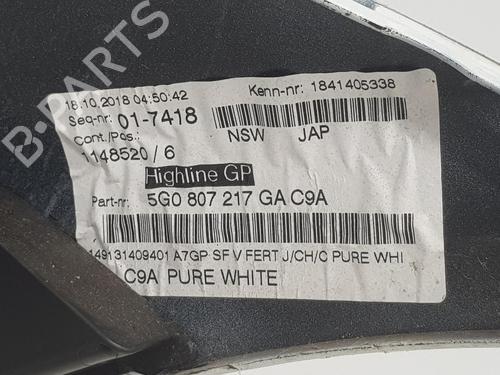 B-PARTS
18.10.2018 04:50:42
Kenn-nr: 1841405338
Seq-nr: 01-7418
NSW JAP
Cont./Pos.:
1148520 / 6
Highline GP
Part-nr: 5G0 807 217 GA C9A
149131409401 A7GP SF V FERT J/CH/C PURE WHI
C9A PURE WHITE